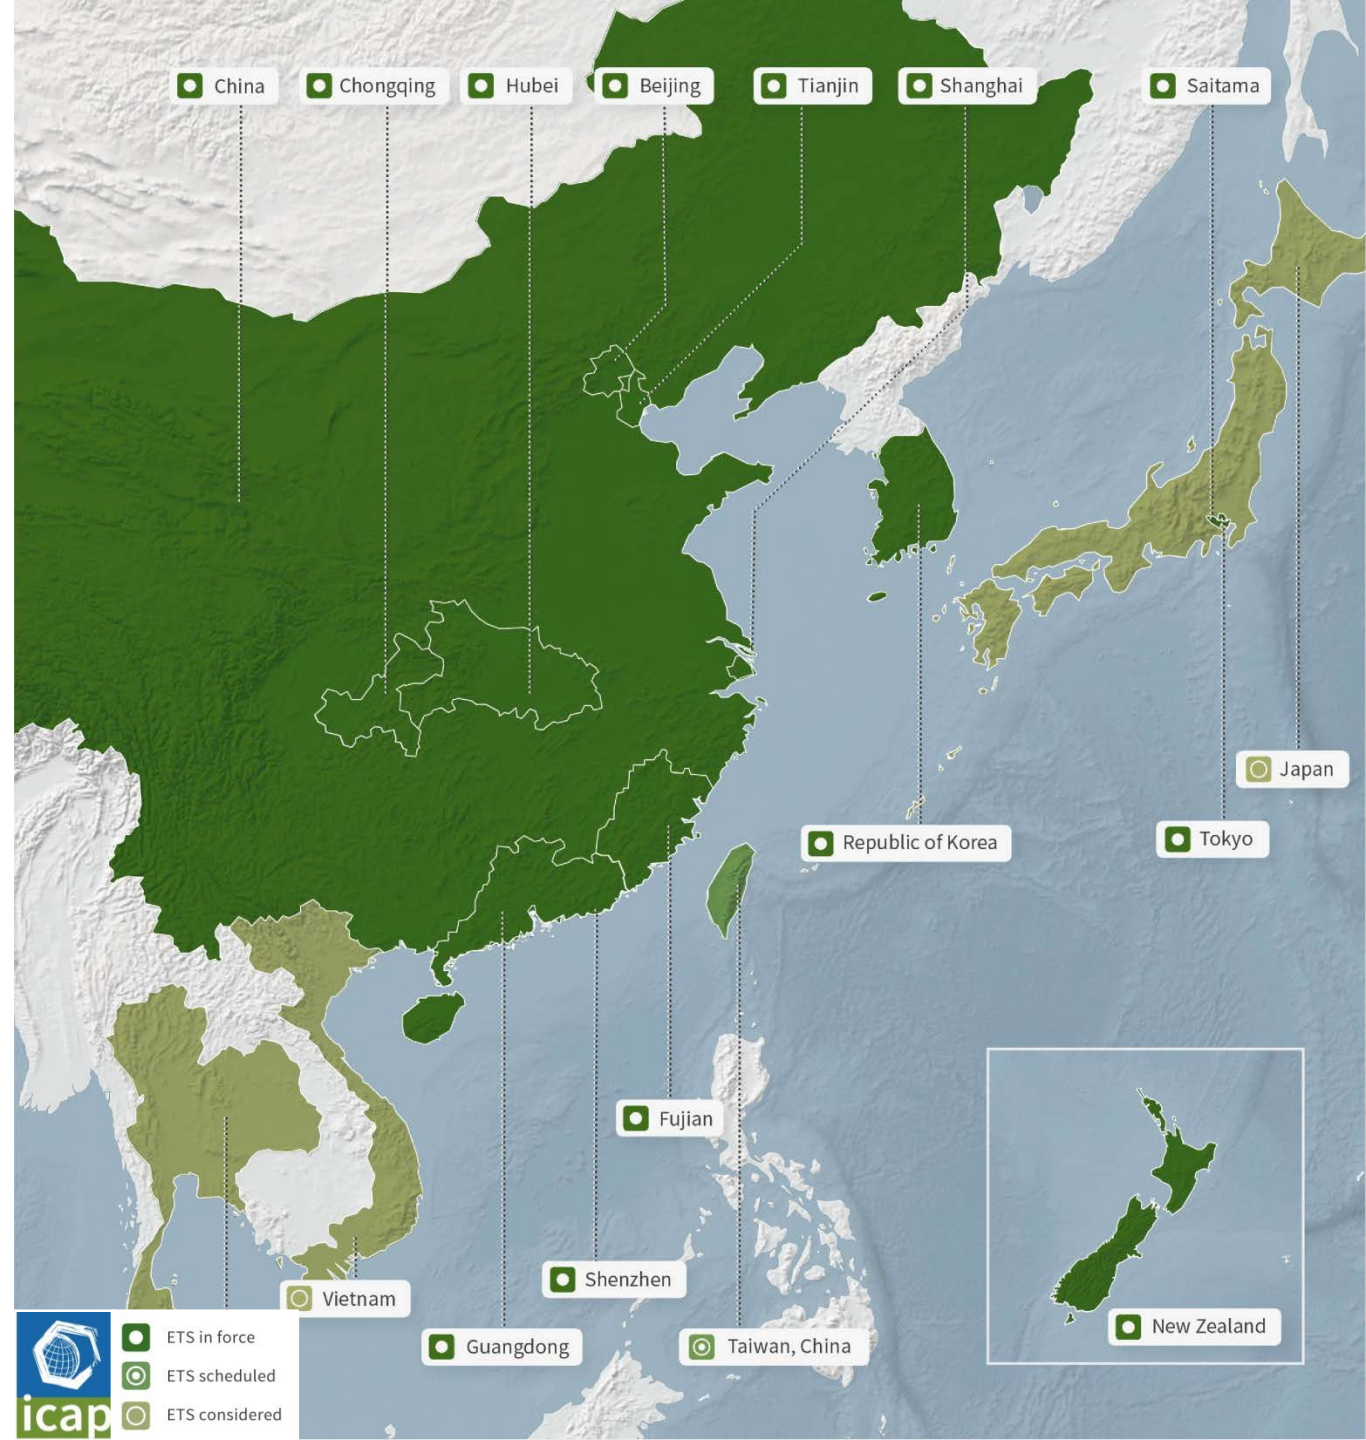 China
Chongqing
Hubei
Beijing
Tianjin
Shanghai
Saitama
Japan
Republic of Korea
Tokyo
Fujian
Shenzhen
Vietnam
Guangdong
Taiwan, China
New Zealand
icap
ETS in force
ETS scheduled
ETS considered